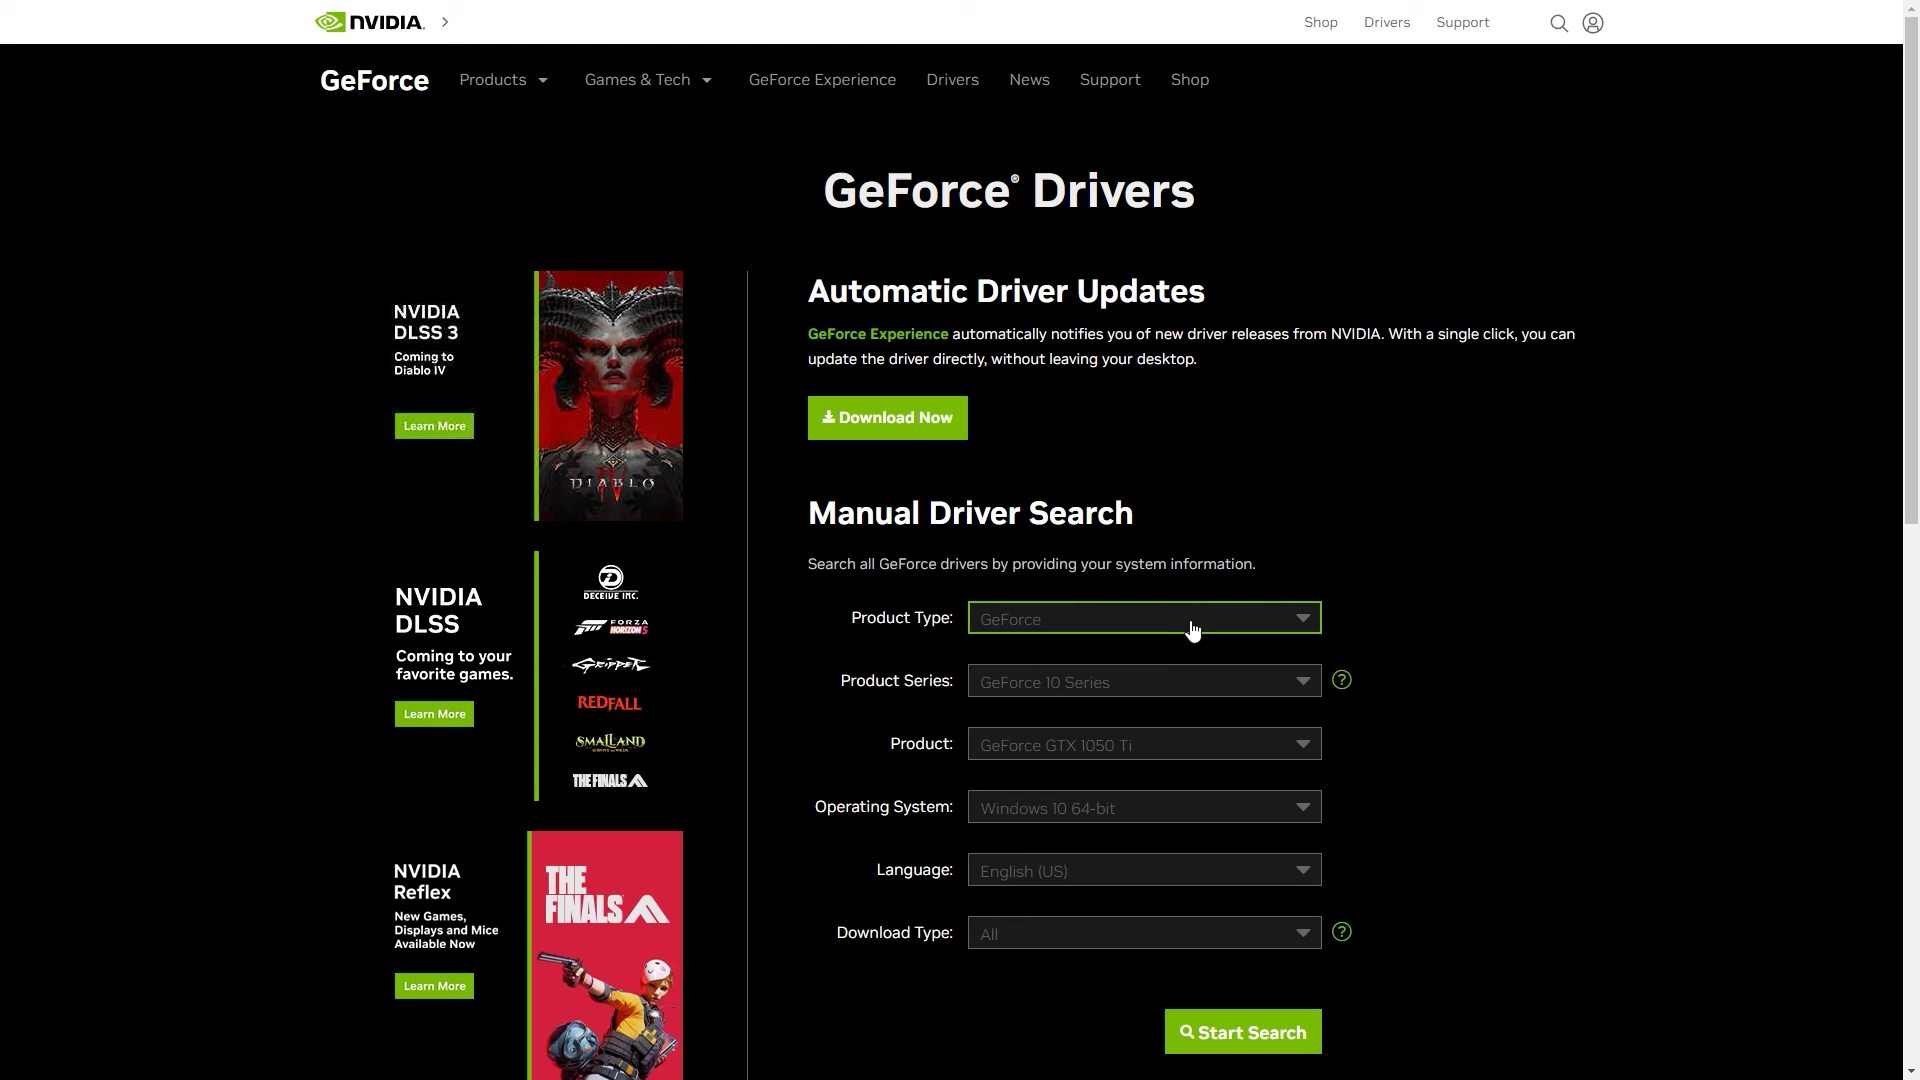 NVIDIA.
Shop Drivers Support
GeForce Products Games & Tech GeForce Experience Drivers News Support Shop
GeForce® Drivers
NVIDIA
DLSS 3
Coming to
Diablo IV
Learn More
DIABLO
IV
NVIDIA
DLSS
Coming to your
favorite games.
Learn More
DECEIVE INC.
FORZA
HORIZON 5
GRIPPER
REDFALL
SMALLAND
THE FINALS
NVIDIA
Reflex
New Games,
Displays and Mice
Available Now
Learn More
THE
FINALS
Automatic Driver Updates
GeForce Experience automatically notifies you of new driver releases from NVIDIA. With a single click, you can
update the driver directly, without leaving your desktop.
Download Now
Manual Driver Search
Search all GeForce drivers by providing your system information.
Product Type: GeForce
Product Series: GeForce 10 Series ?
Product: GeForce GTX 1050 Ti
Operating System: Windows 10 64-bit
Language: English (US)
Download Type: All ?
Start Search